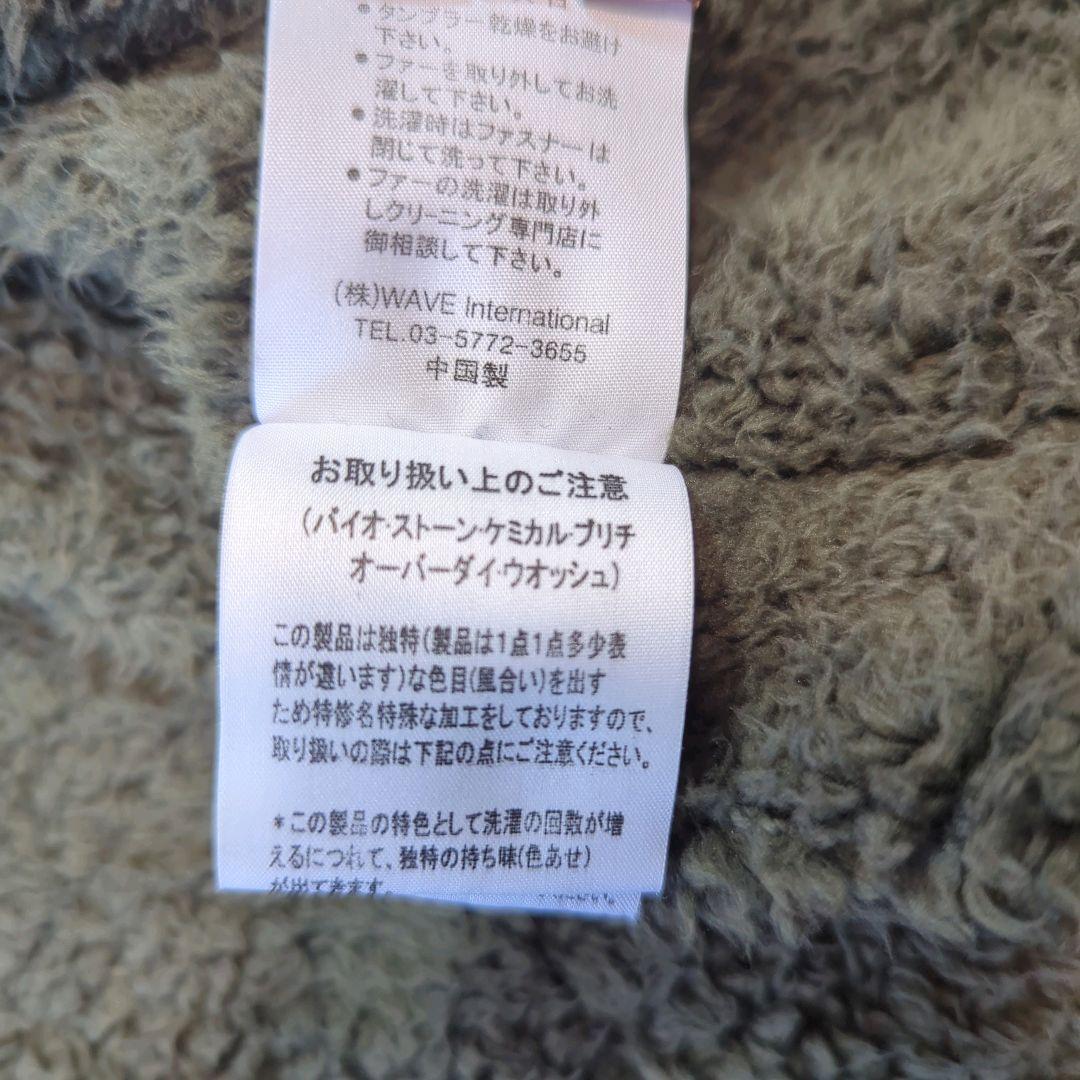 ●タンブラー乾燥をお避け
下さい。
●ファーを取り外してお洗
濯して下さい。
●洗濯時はファスナーは
閉じて洗って下さい。
●ファーの洗濯は取り外
しクリーニング専門店に
御相談して下さい。
(株)WAVE International
TEL.03-5772-3655
中国製
お取り扱い上のご注意
(バイオ·ストーン·ケミカル·ブリチ
オーバーダイ·ウオッシュ)
この製品は独特(製品は1点1点多少表
情が違います)な色目(風合い)を出す
ため特修名特殊な加工をしておりますので、
取り扱いの際は下記の点にご注意ください。
*この製品の特色として洗濯の回数が増
えるにつれて、独特の持ち味(色あせ)
が出てきます。